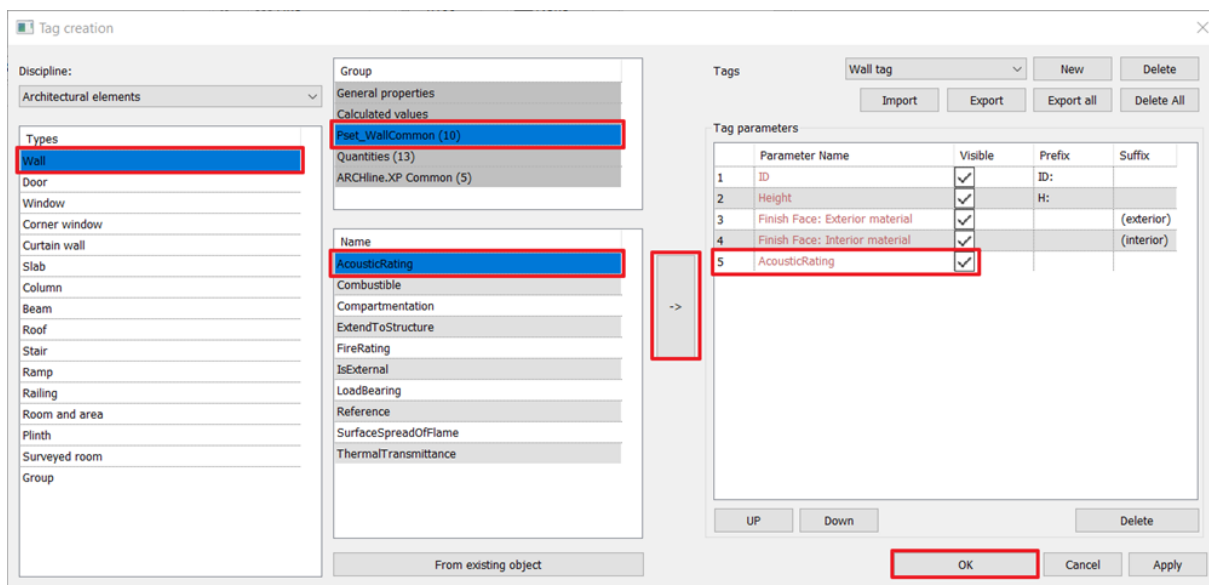 Tag creation
Discipline:
Architectural elements
Types
Wall
Door
Window
Corner window
Curtain wall
Slab
Column
Beam
Roof
Stair
Ramp
Railing
Room and area
Plinth
Surveyed room
Group
Group
General properties
Calculated values
Pset_WallCommon (10)
Quantities (13)
ARCHline.XP Common (5)
Name
AcousticRating
Combustible
Compartmentation
ExtendToStructure
FireRating
IsExternal
LoadBearing
Reference
SurfaceSpreadOfFlame
ThermalTransmittance
From existing object
->
Tags Wall tag New Delete
Import Export Export all Delete All
Tag parameters
Parameter Name Visible Prefix Suffix
1 ID ID:
2 Height H:
3 Finish Face: Exterior material (exterior)
4 Finish Face: Interior material (interior)
5 AcousticRating
UP Down Delete
OK Cancel Apply